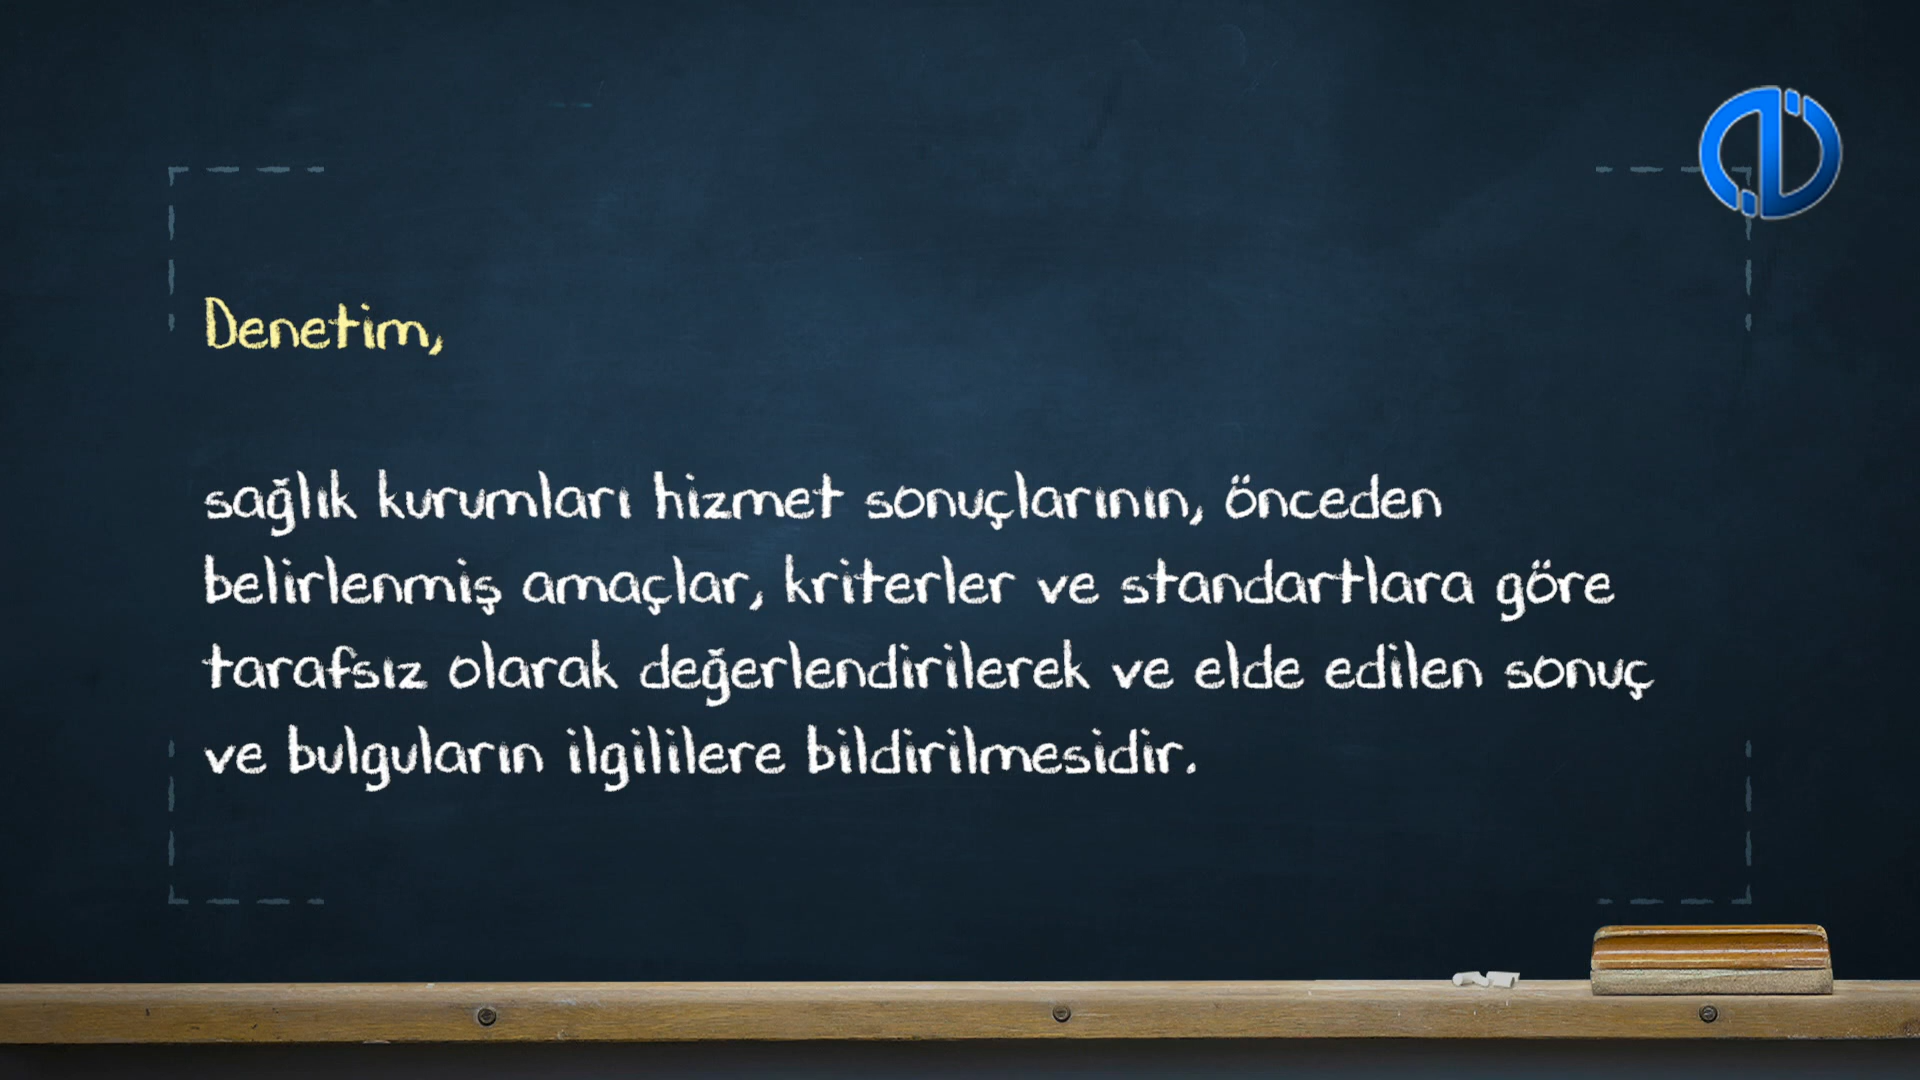 Denetim,
sağlık kurumları hizmet sonuçlarının, önceden
belirlenmiş amaçlar, kriterler ve standartlara göre
tarafsız olarak değerlendirilerek ve elde edilen sonuç
ve bulguların ilgililere bildirilmesidir.